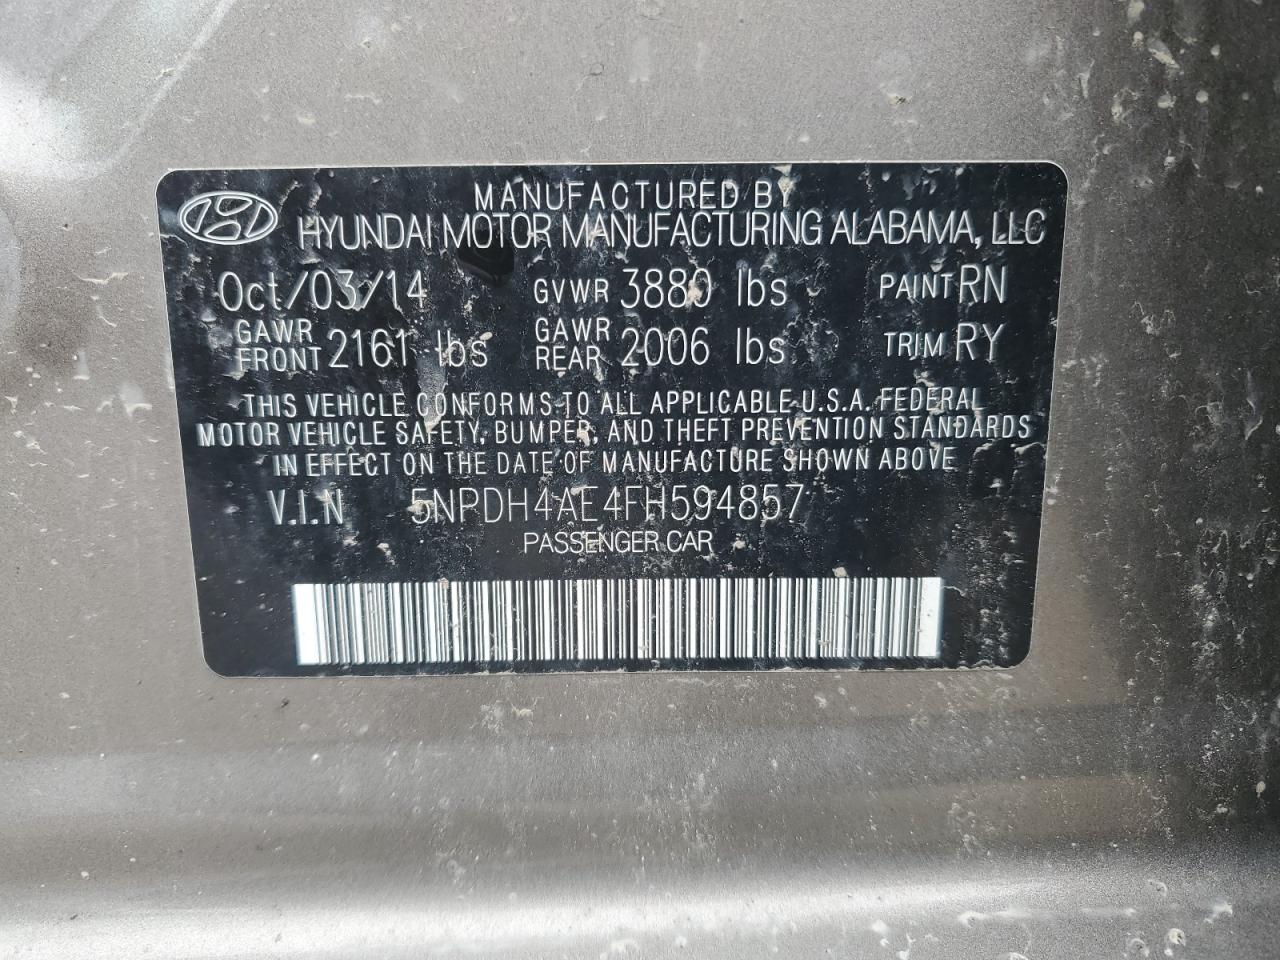 MANUFACTURED BY
HYUNDAI MOTOR MANUFACTURING ALABAMA, LLC
Oct/03/14 GVWR 3880 lbs PAINT RN
GAWR FRONT 2161 lbs GAWR REAR 2006 lbs TRIM RY
THIS VEHICLE CONFORMS TO ALL APPLICABLE U.S.A. FEDERAL
MOTOR VEHICLE SAFETY, BUMPER, AND THEFT PREVENTION STANDARDS
IN EFFECT ON THE DATE OF MANUFACTURE SHOWN ABOVE
V.I.N 5NPDH4AE4FH594857
PASSENGER CAR